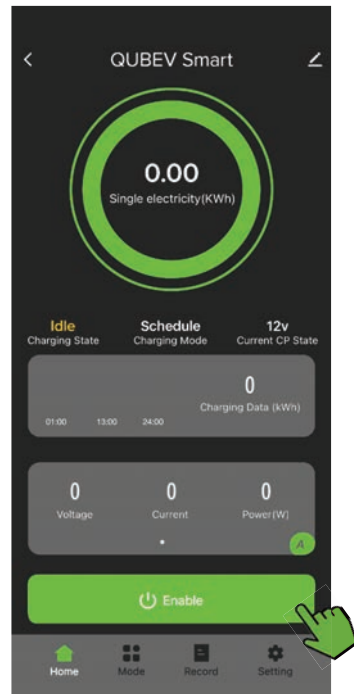 QUBEV Smart
0.00
Single electricity(KWh)
Idle Schedule 12v
Charging State Charging Mode Current CP State
0
Charging Data (kWh)
01:00 13:00 24:00
0 0 0
Voltage Current Power(W)
A
Enable
Home Mode Record Setting